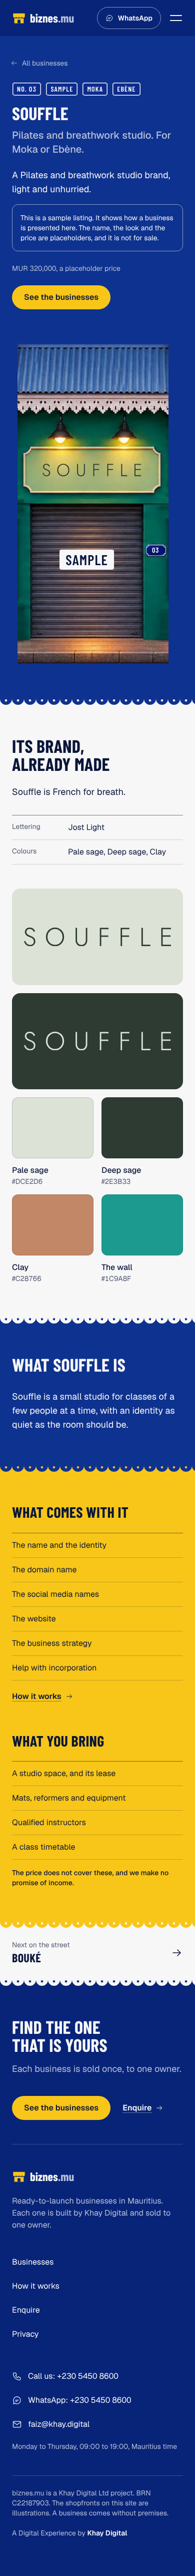 biznes.mu
WhatsApp
All businesses
NO. 03
SAMPLE
MOKA
EBÈNE
SOUFFLE
Pilates and breathwork studio. For
Moka or Ebène.
A Pilates and breathwork studio brand,
light and unhurried.
This is a sample listing. It shows how a business
is presented here. The name, the look and the
price are placeholders, and it is not for sale.
MUR 320,000, a placeholder price
See the businesses
SOUFFLE
03
SAMPLE
ITS BRAND,
ALREADY MADE
Souffle is French for breath.
Lettering Jost Light
Colours Pale sage, Deep sage, Clay
SOUFFLE
SOUFFLE
Pale sage
#DCE2D6
Deep sage
#2E3B33
Clay
#C28766
The wall
#1C9A8F
WHAT SOUFFLE IS
Souffle is a small studio for classes of a
few people at a time, with an identity as
quiet as the room should be.
WHAT COMES WITH IT
The name and the identity
The domain name
The social media names
The website
The business strategy
Help with incorporation
How it works
WHAT YOU BRING
A studio space, and its lease
Mats, reformers and equipment
Qualified instructors
A class timetable
The price does not cover these, and we make no
promise of income.
Next on the street
BOUKÉ
FIND THE ONE
THAT IS YOURS
Each business is sold once, to one owner.
See the businesses
Enquire
biznes.mu
Ready-to-launch businesses in Mauritius.
Each one is built by Khay Digital and sold to
one owner.
Businesses
How it works
Enquire
Privacy
Call us: +230 5450 8600
WhatsApp: +230 5450 8600
faiz@khay.digital
Monday to Thursday, 09:00 to 19:00, Mauritius time
biznes.mu is a Khay Digital Ltd project. BRN
C22187903. The shopfronts on this site are
illustrations. A business comes without premises.
A Digital Experience by Khay Digital